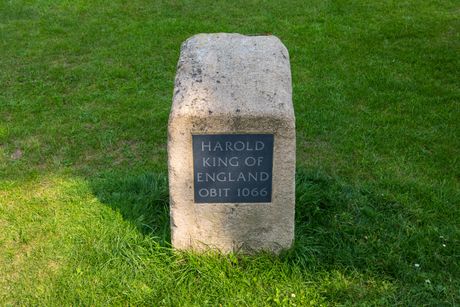 HAROLD
KING OF
ENGLAND
OBIT 1066